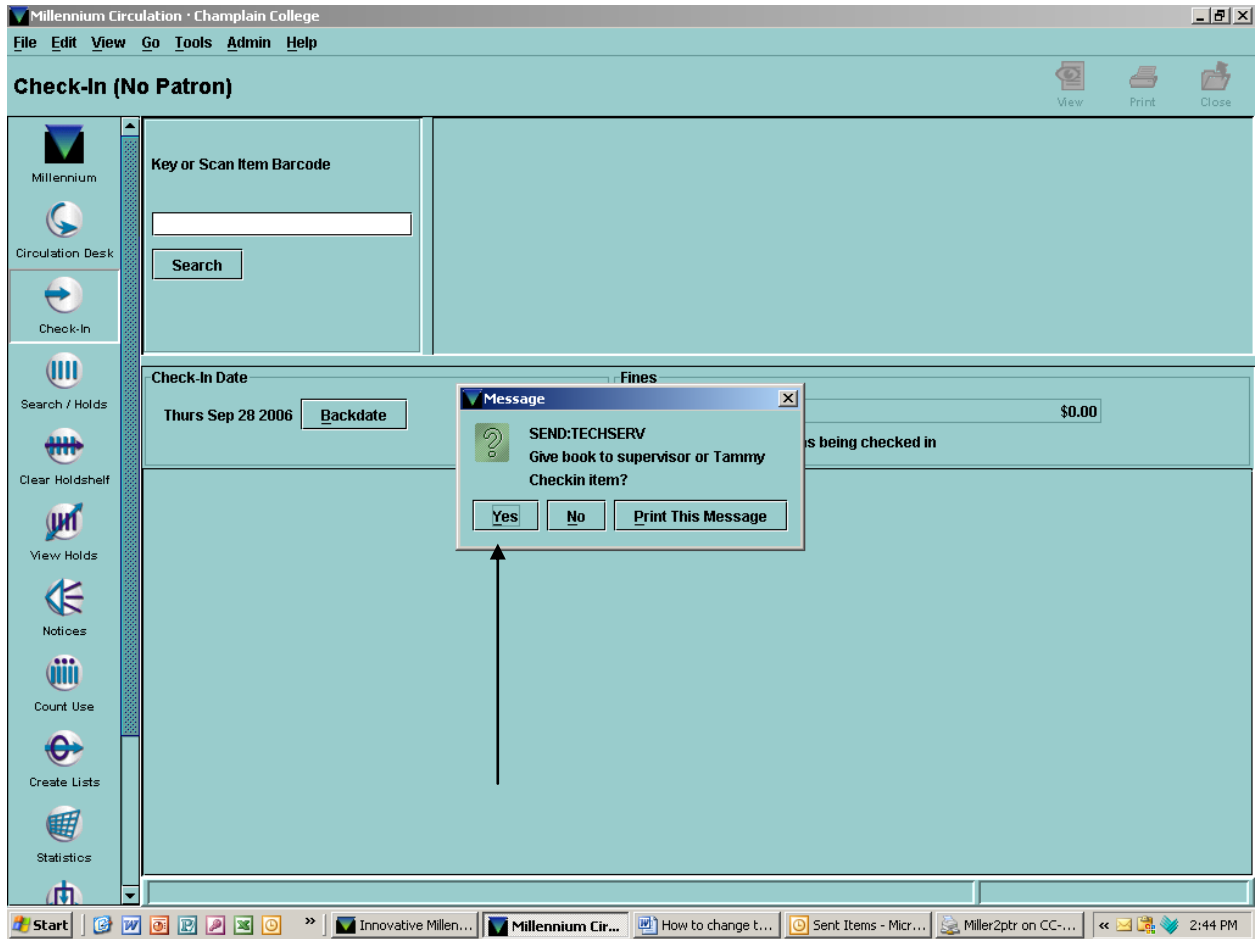 Millennium Circulation · Champlain College
File Edit View Go Tools Admin Help
Check-In (No Patron)
View Print Close
Millennium
Circulation Desk
Check-In
Search / Holds
Clear Holdshelf
View Holds
Notices
Count Use
Create Lists
Statistics
Key or Scan Item Barcode
Search
Check-In Date
Thurs Sep 28 2006 Backdate
Fines
$0.00
s being checked in
Message
SEND:TECHSERV
Give book to supervisor or Tammy
Checkin item?
Yes No Print This Message
Start » Innovative Millen... Millennium Cir... How to change t... Sent Items - Micr... Miller2ptr on CC-... « 2:44 PM